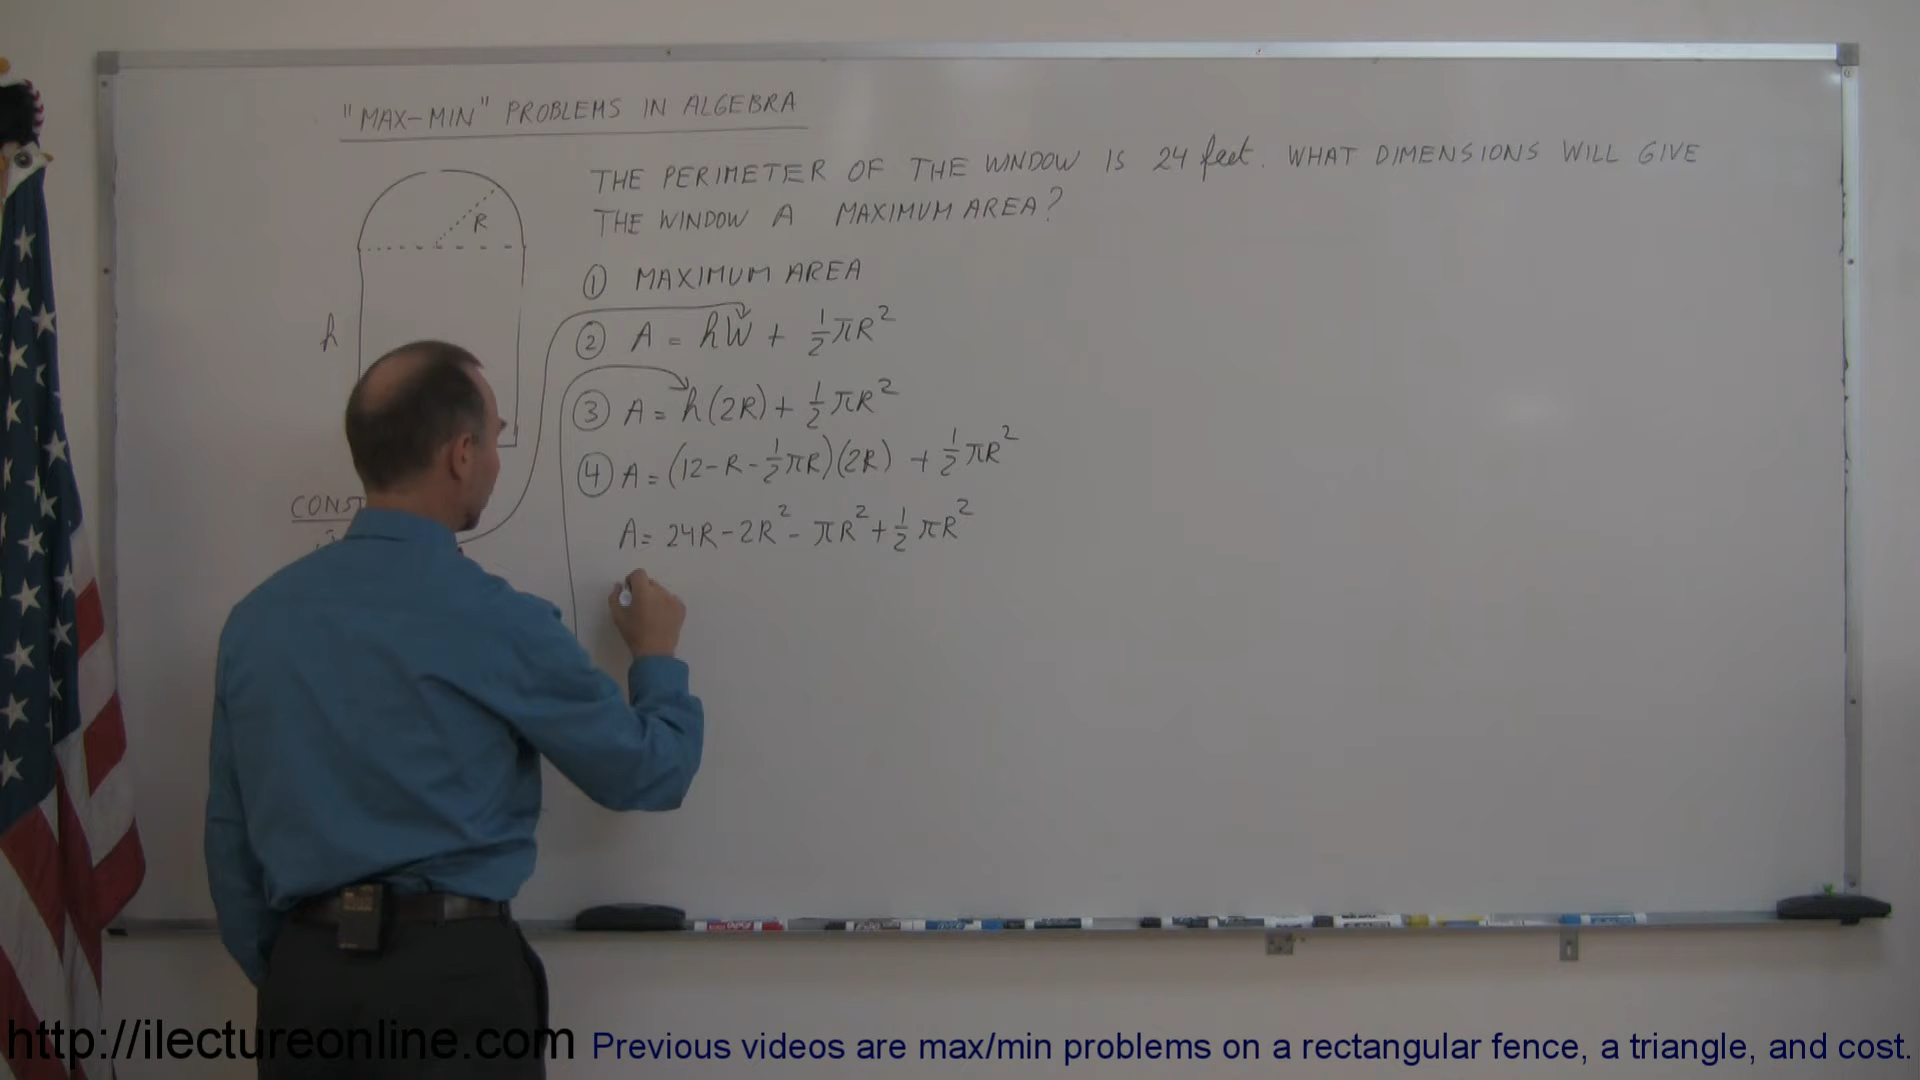 "MAX-MIN" PROBLEMS IN ALGEBRA
THE PERIMETER OF THE WINDOW IS 24 feet. WHAT DIMENSIONS WILL GIVE
THE WINDOW A MAXIMUM AREA?
R
h
① MAXIMUM AREA
② A = hW + 1/2 πR²
③ A = h(2R) + 1/2 πR²
④ A = (12 - R - 1/2 πR)(2R) + 1/2 πR²
A = 24R - 2R² - πR² + 1/2 πR²
CONST
http://ilectureonline.com
Previous videos are max/min problems on a rectangular fence, a triangle, and cost.